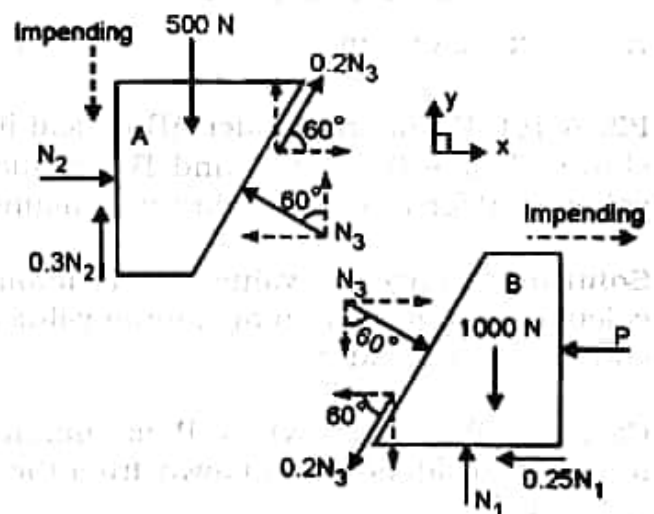 Impending
500 N
0.2N₃
A
60°
y
x
N₂
60°
N₃
0.3N₂
Impending
N₃
B
60°
1000 N
P
60°
0.2N₃
0.25N₁
N₁